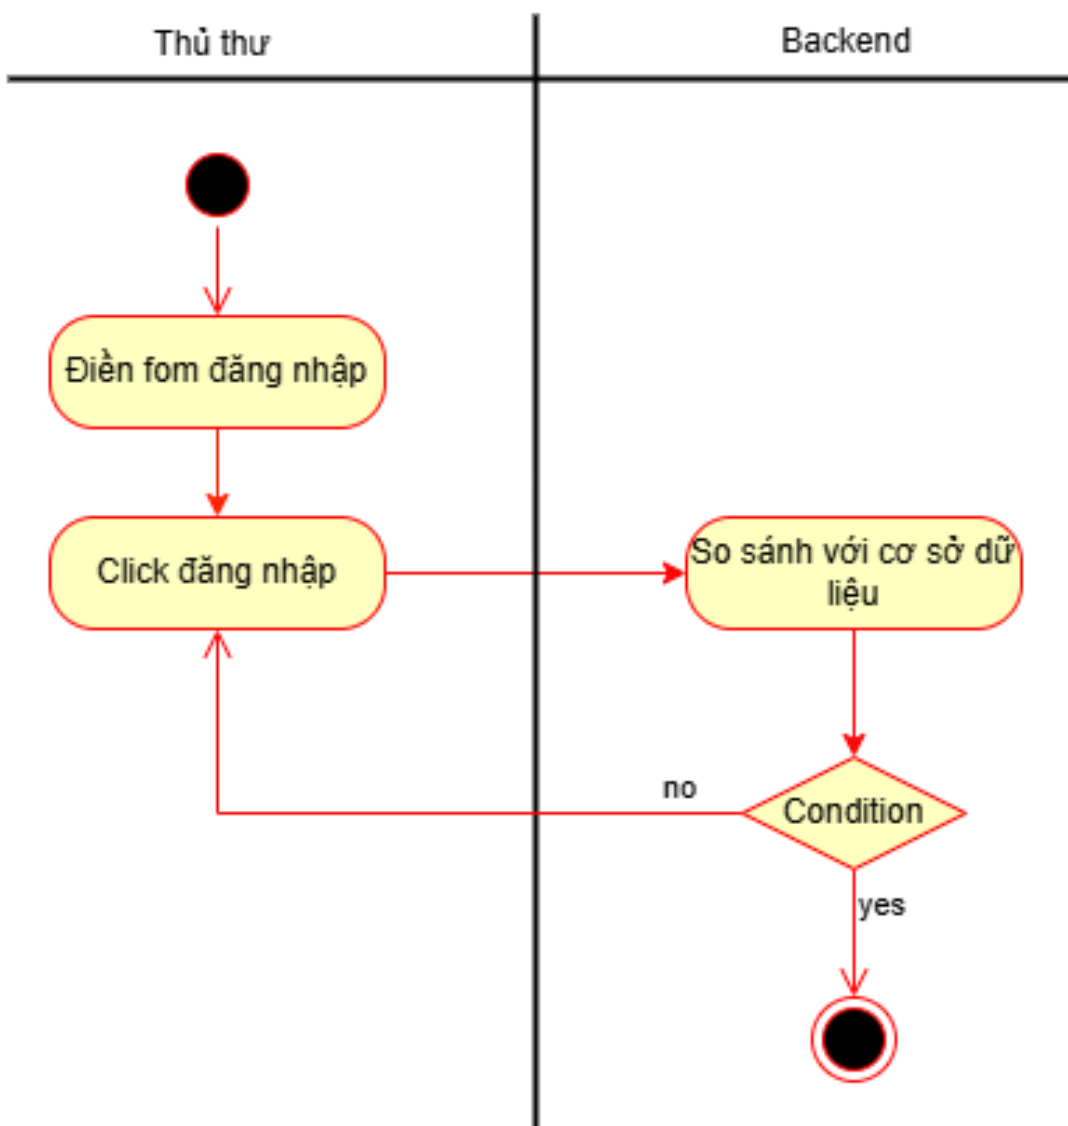 Thủ thư
Backend
Điền fom đăng nhập
Click đăng nhập
So sánh với cơ sở dữ
liệu
no
Condition
yes